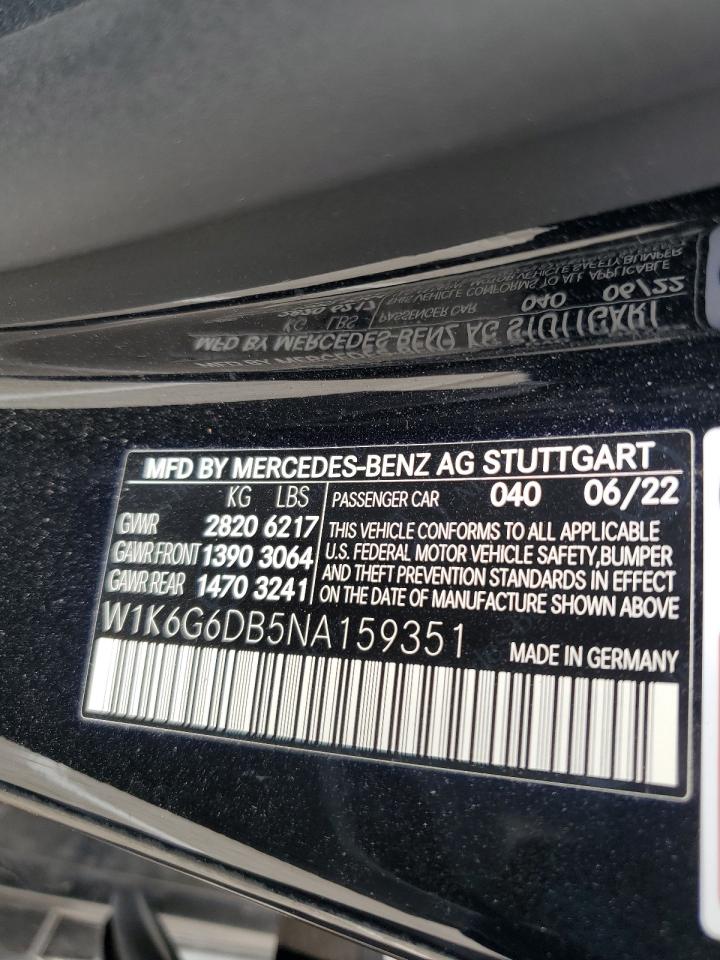 MFD BY MERCEDES-BENZ AG STUTTGART
KG LBS PASSENGER CAR 040 06/22
GVWR 2820 6217
GAWR FRONT 1390 3064
GAWR REAR 1470 3241
THIS VEHICLE CONFORMS TO ALL APPLICABLE
U.S. FEDERAL MOTOR VEHICLE SAFETY,BUMPER
AND THEFT PREVENTION STANDARDS IN EFFECT
ON DATE OF MANUFACTURE SHOWN ABOVE
W1K6G6DB5NA159351 MADE IN GERMANY